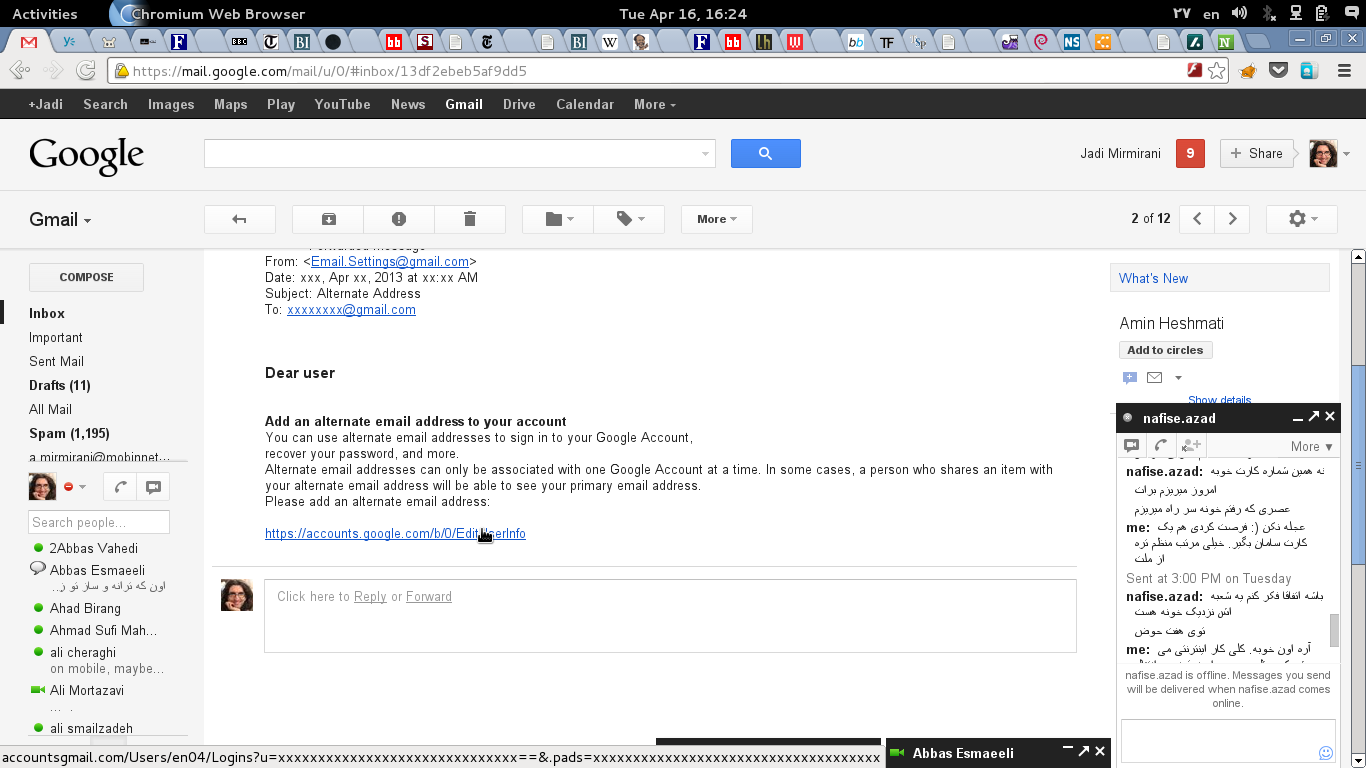 Activities
Chromium Web Browser
Tue Apr 16, 16:24
٢٧ en
https://mail.google.com/mail/u/0/#inbox/13df2ebeb5af9dd5
+Jadi Search Images Maps Play YouTube News Gmail Drive Calendar More
Google
Jadi Mirmirani 9 + Share
Gmail
More
2 of 12
COMPOSE
Inbox
Important
Sent Mail
Drafts (11)
All Mail
Spam (1,195)
a.mirmirani@mobinnet...
Search people...
2Abbas Vahedi
Abbas Esmaeeli
اون که ترانه و ساز تو ز...
Ahad Birang
Ahmad Sufi Mah...
ali cheraghi
on mobile, maybe...
Ali Mortazavi
ali smailzadeh
Forwarded message
From: <Email.Settings@gmail.com>
Date: xxx, Apr xx, 2013 at xx:xx AM
Subject: Alternate Address
To: xxxxxxxx@gmail.com
Dear user
Add an alternate email address to your account
You can use alternate email addresses to sign in to your Google Account,
recover your password, and more.
Alternate email addresses can only be associated with one Google Account at a time. In some cases, a person who shares an item with
your alternate email address will be able to see your primary email address.
Please add an alternate email address:
https://accounts.google.com/b/0/EditUserInfo
Click here to Reply or Forward
What's New
Amin Heshmati
Add to circles
Show details
nafise.azad
More
nafise.azad: نه همین شماره کارت خوبه
امروز میریزم برات
عصری که رفتم خونه سر راه میریزم
me: عجله نکن (: فرصت کردی هم یک
کارت سامان بگیر. خیلی مرتب منظم تره
از ملت
Sent at 3:00 PM on Tuesday
nafise.azad: باشه اتفاقا فکر کنم یه شعبه
اش نزدیک خونه هست
توی هفت حوض
me: آره اون خوبه. کلی کار اینترنتی می
nafise.azad is offline. Messages you send
will be delivered when nafise.azad comes
online.
Abbas Esmaeeli
accountsgmail.com/Users/en04/Logins?u=xxxxxxxxxxxxxxxxxxxxxxxxxxxxxx==&.pads=xxxxxxxxxxxxxxxxxxxxxxxxxxxxxxxxxxxx